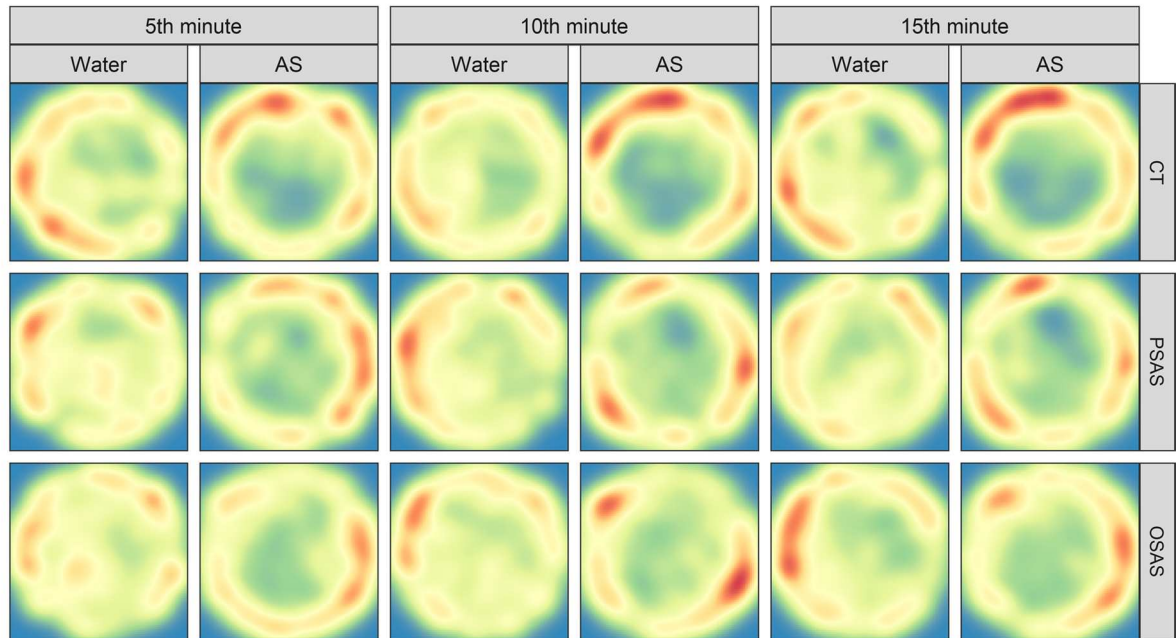 5th minute 10th minute 15th minute
Water AS Water AS Water AS
CT
PSAS
OSAS